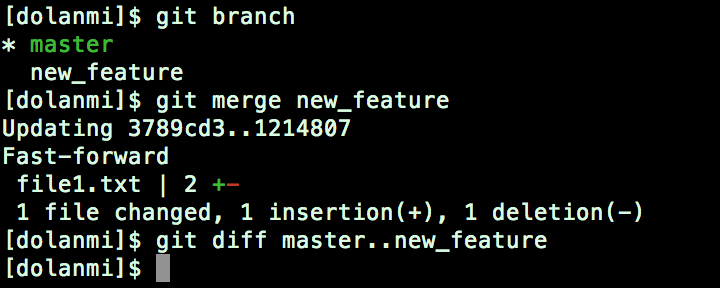 [dolanmi]$ git branch
* master
  new_feature
[dolanmi]$ git merge new_feature
Updating 3789cd3..1214807
Fast-forward
 file1.txt | 2 +-
 1 file changed, 1 insertion(+), 1 deletion(-)
[dolanmi]$ git diff master..new_feature
[dolanmi]$